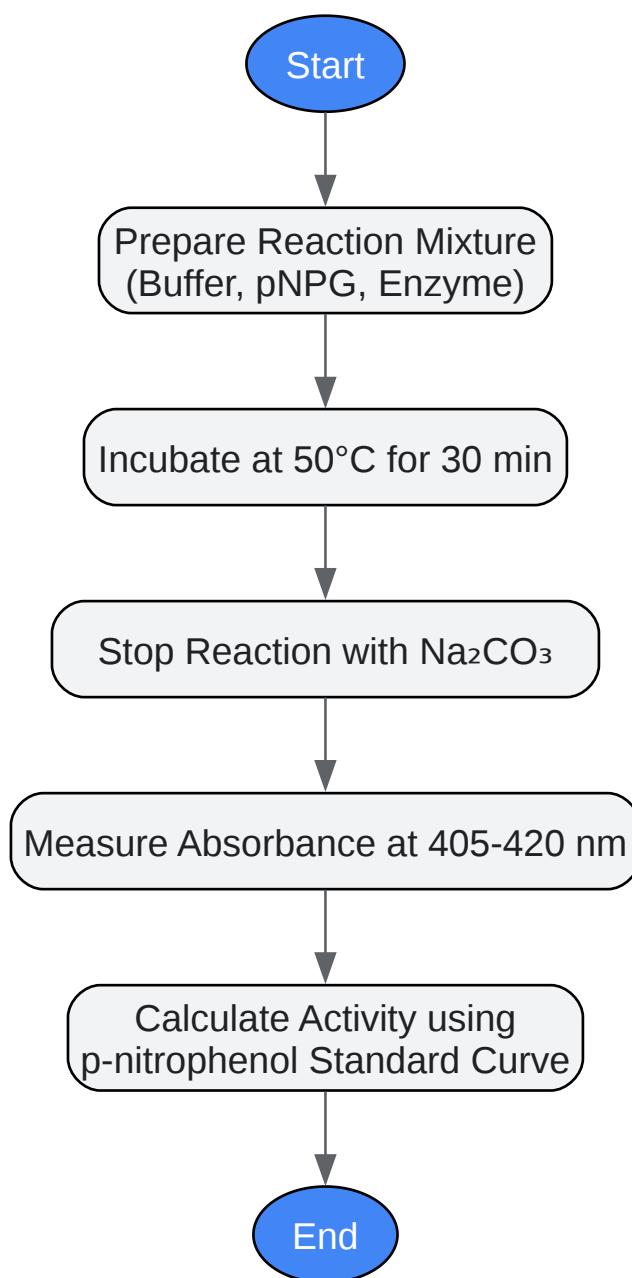 Start
Prepare Reaction Mixture
(Buffer, pNPG, Enzyme)
Incubate at 50°C for 30 min
Stop Reaction with Na₂CO₃
Measure Absorbance at 405-420 nm
Calculate Activity using
p-nitrophenol Standard Curve
End